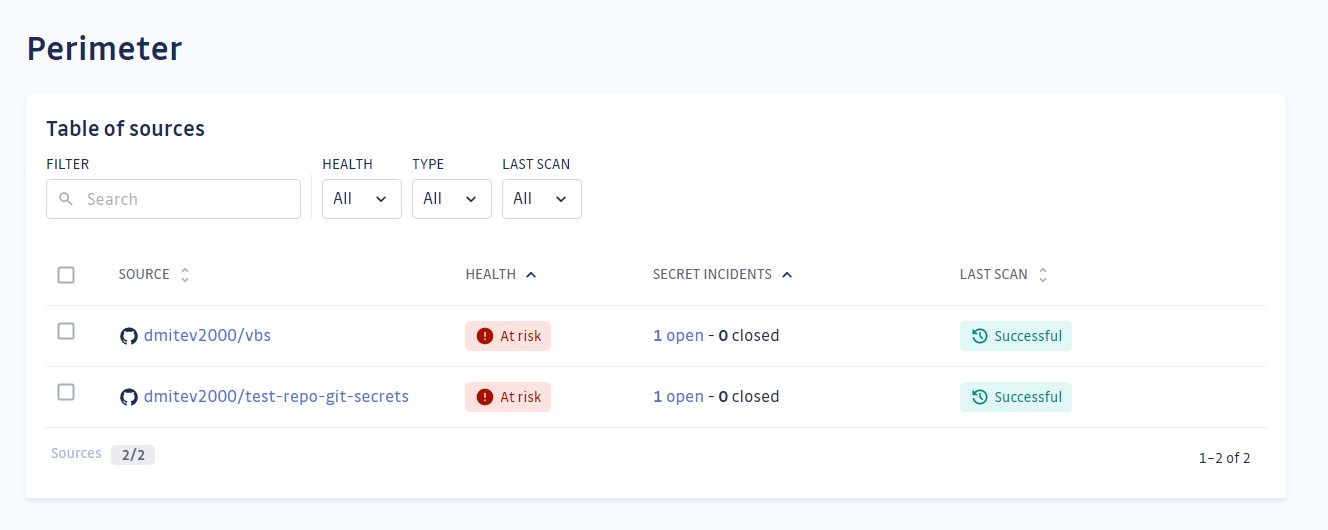 Perimeter
Table of sources
FILTER HEALTH TYPE LAST SCAN
Search All All All
SOURCE HEALTH SECRET INCIDENTS LAST SCAN
dmitev2000/vbs At risk 1 open - 0 closed Successful
dmitev2000/test-repo-git-secrets At risk 1 open - 0 closed Successful
Sources 2/2 1–2 of 2